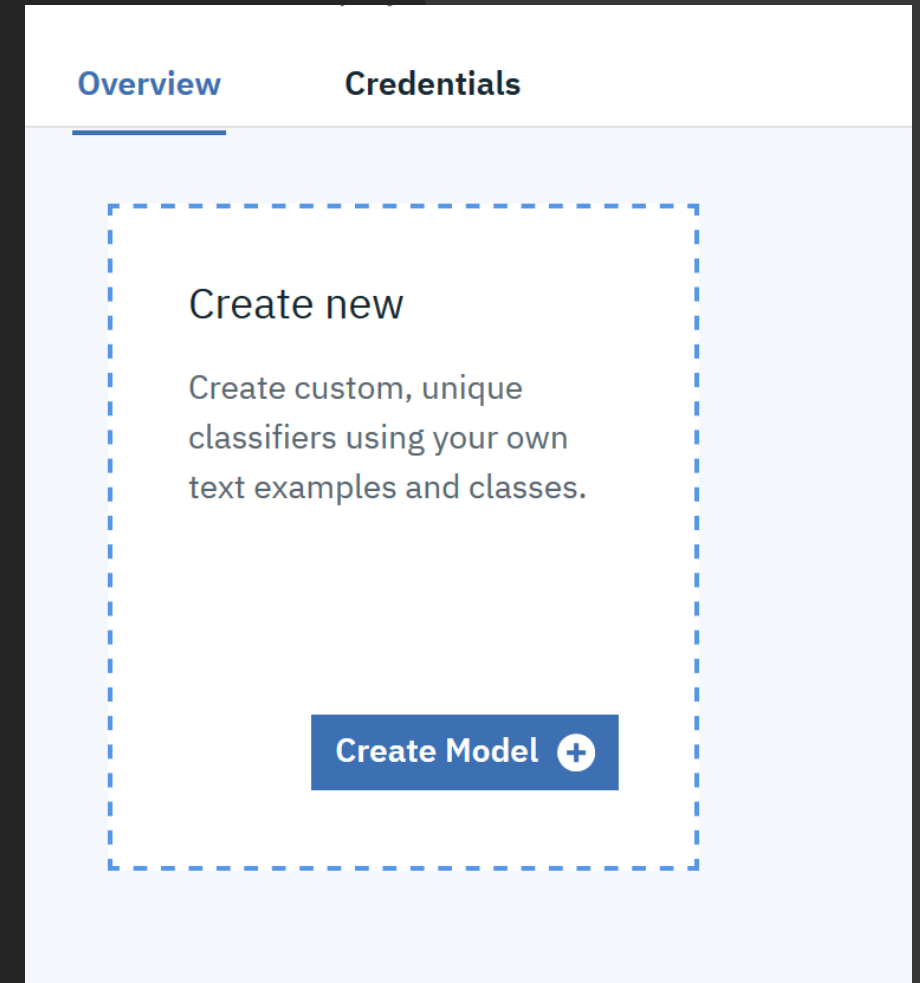 Overview Credentials
Create new
Create custom, unique
classifiers using your own
text examples and classes.
Create Model